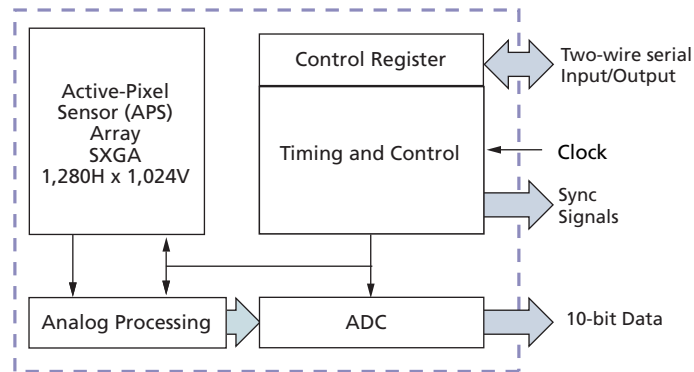 Active-Pixel
Sensor (APS)
Array
SXGA
1,280H x 1,024V
Control Register
Two-wire serial
Input/Output
Timing and Control
Clock
Sync
Signals
Analog Processing
ADC
10-bit Data